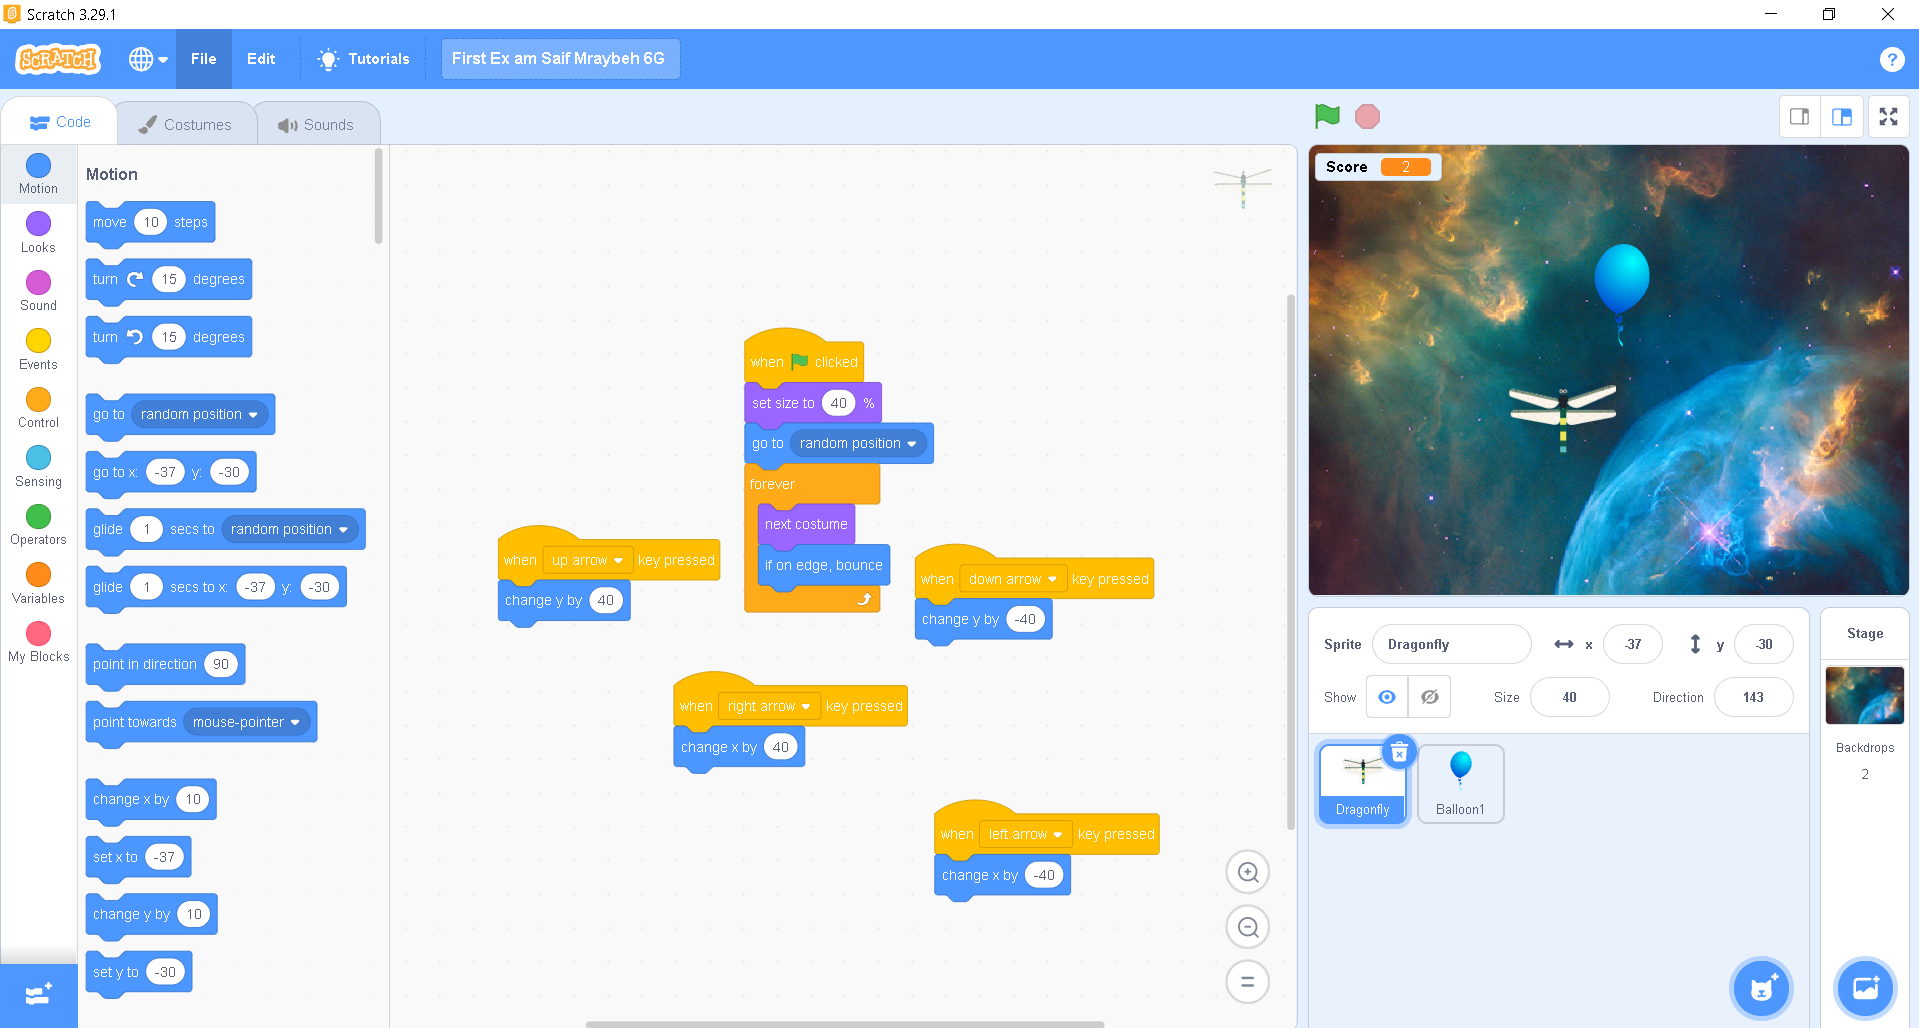 Scratch 3.29.1
SCRATCH
File
Edit
Tutorials
First Ex am Saif Mraybeh 6G
?
Code
Costumes
Sounds
Motion
Looks
Sound
Events
Control
Sensing
Operators
Variables
My Blocks
Motion
move 10 steps
turn 15 degrees
turn 15 degrees
go to random position
go to x: -37 y: -30
glide 1 secs to random position
glide 1 secs to x: -37 y: -30
point in direction 90
point towards mouse-pointer
change x by 10
set x to -37
change y by 10
set y to -30
when clicked
set size to 40 %
go to random position
forever
next costume
if on edge, bounce
when up arrow key pressed
change y by 40
when down arrow key pressed
change y by -40
when right arrow key pressed
change x by 40
when left arrow key pressed
change x by -40
Score 2
Sprite Dragonfly x -37 y -30
Show Size 40 Direction 143
Dragonfly
Balloon1
Stage
Backdrops
2